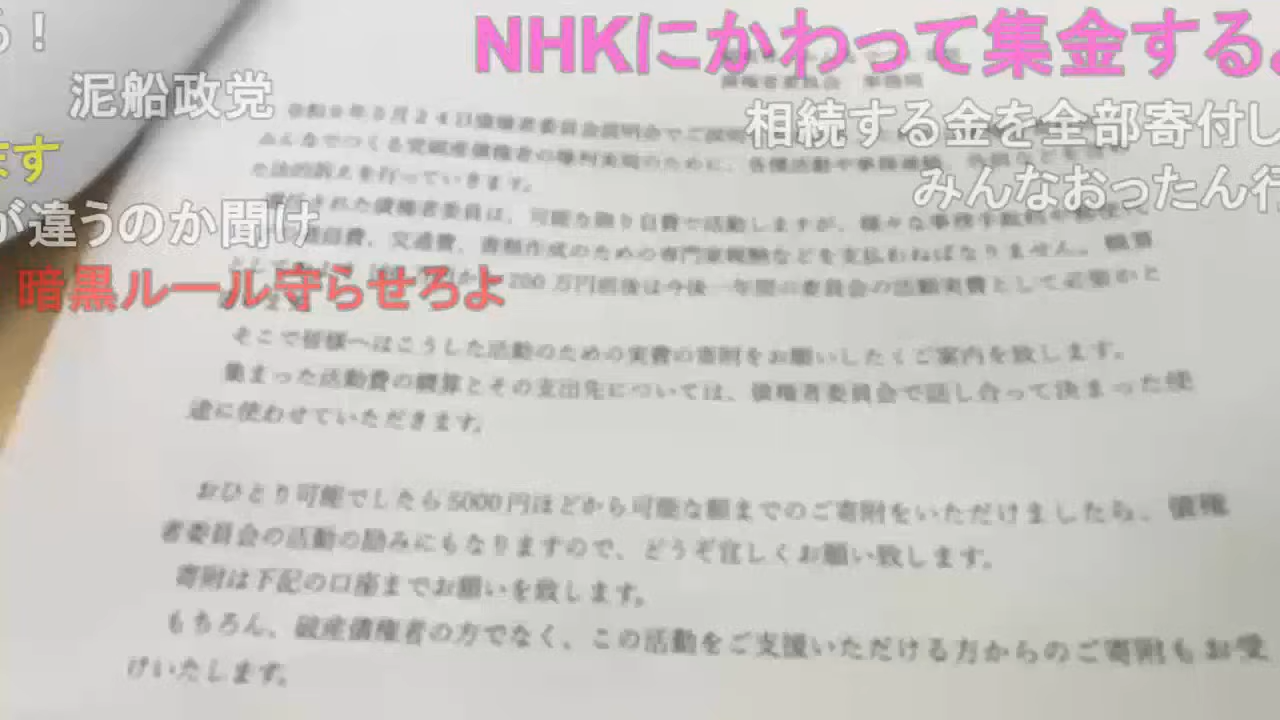 NHKにかわって集金する
泥船政党
相続する金を全部寄付し
ます
みんなおったん行
が違うのか聞け
暗黒ルール守らせろよ
債権者委員会 事務局
債権者委員会説明会でご説明
みんなでつくる党破産債権者の権利実現のために、各種活動や事務連絡、
た法的訴えを行っていきます。
選任された債権者委員は、可能な限り自費で活動しますが、様々な事務手数料や
印費、交通費、書類作成のための専門家報酬などを支払わねばなりません。概算
として 200万円前後は今後一年間の委員会の活動実費として必要かと
そこで皆様へはこうした活動のための実費の寄附をお願いしたくご案内を致します。
集まった活動費の概算とその支出先については、債権者委員会で話し合って決まった使
途に使わせていただきます。
おひとり可能でしたら5000円ほどから可能な額までのご寄附をいただけましたら、債権
者委員会の活動の励みにもなりますので、どうぞ宜しくお願い致します。
寄附は下記の口座までお願いを致します。
もちろん、破産債権者の方でなく、この活動をご支援いただける方からのご寄附もお受
けいたします。